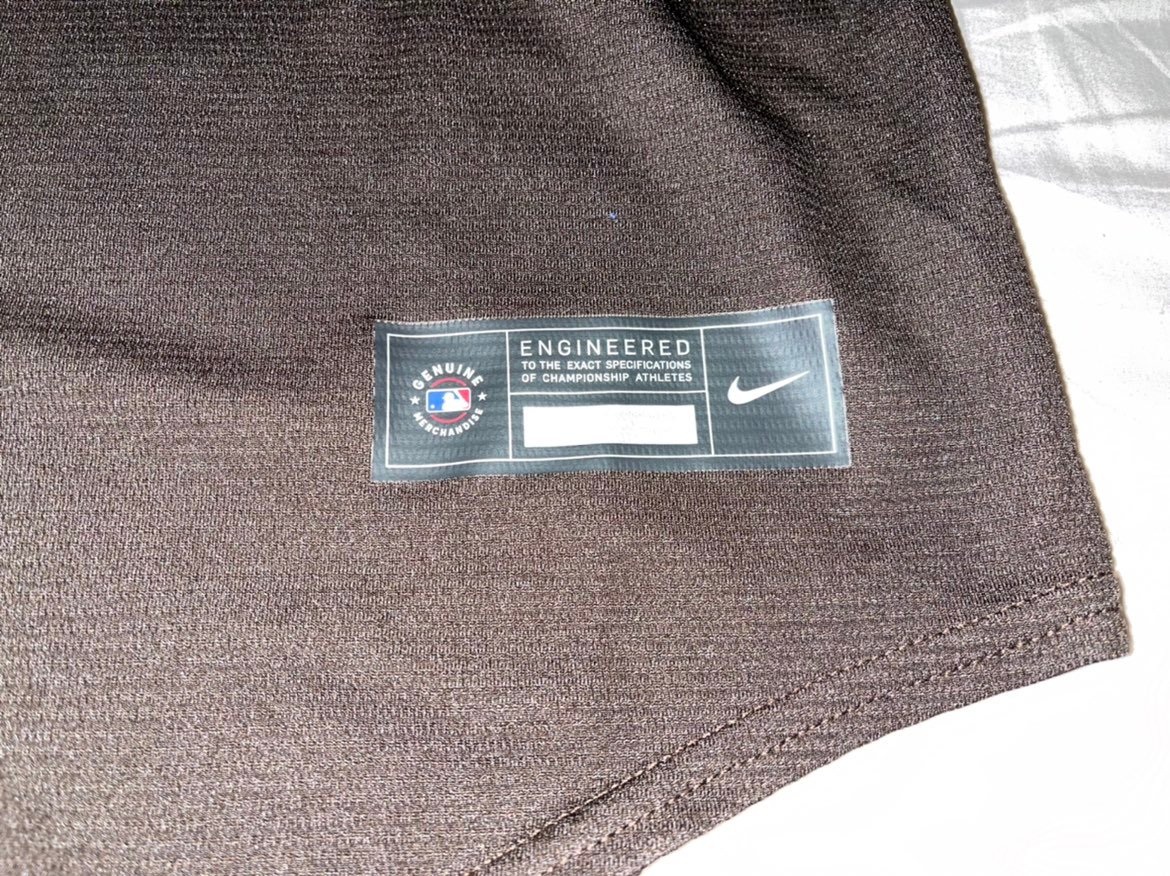 GENUINE
MERCHANDISE
ENGINEERED
TO THE EXACT SPECIFICATIONS
OF CHAMPIONSHIP ATHLETES